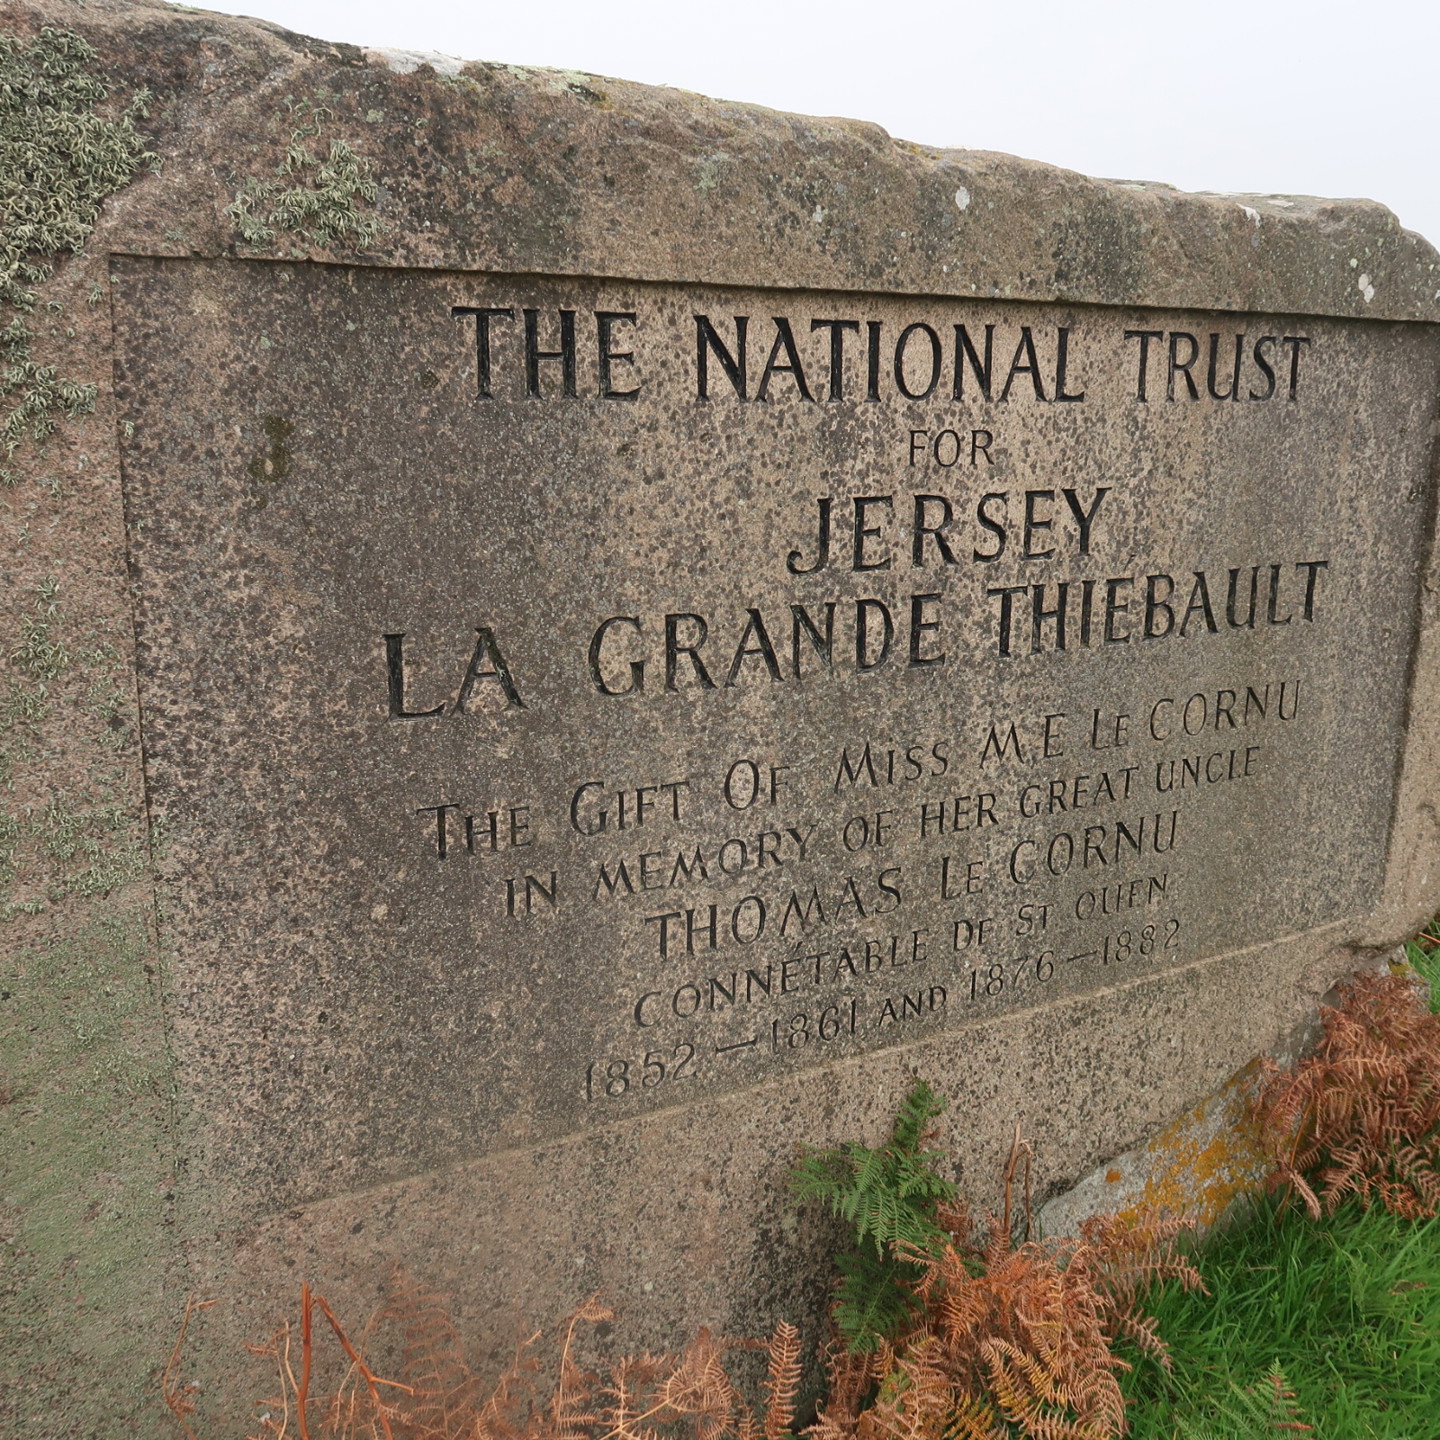 THE NATIONAL TRUST
FOR
JERSEY
LA GRANDE THIÉBAULT
THE GIFT OF MISS M.E LE CORNU
IN MEMORY OF HER GREAT UNCLE
THOMAS LE CORNU
CONNÉTABLE DE ST OUEN
1852 — 1861 AND 1876 — 1882